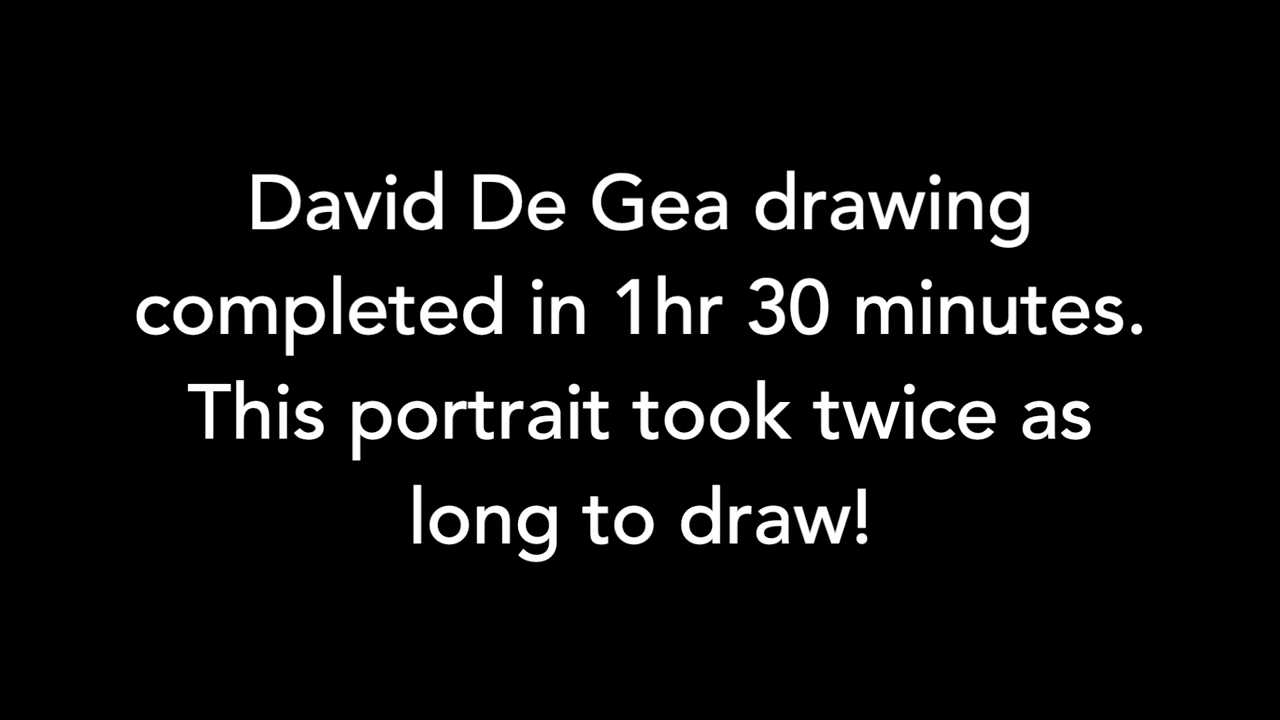 David De Gea drawing
completed in 1hr 30 minutes.
This portrait took twice as
long to draw!